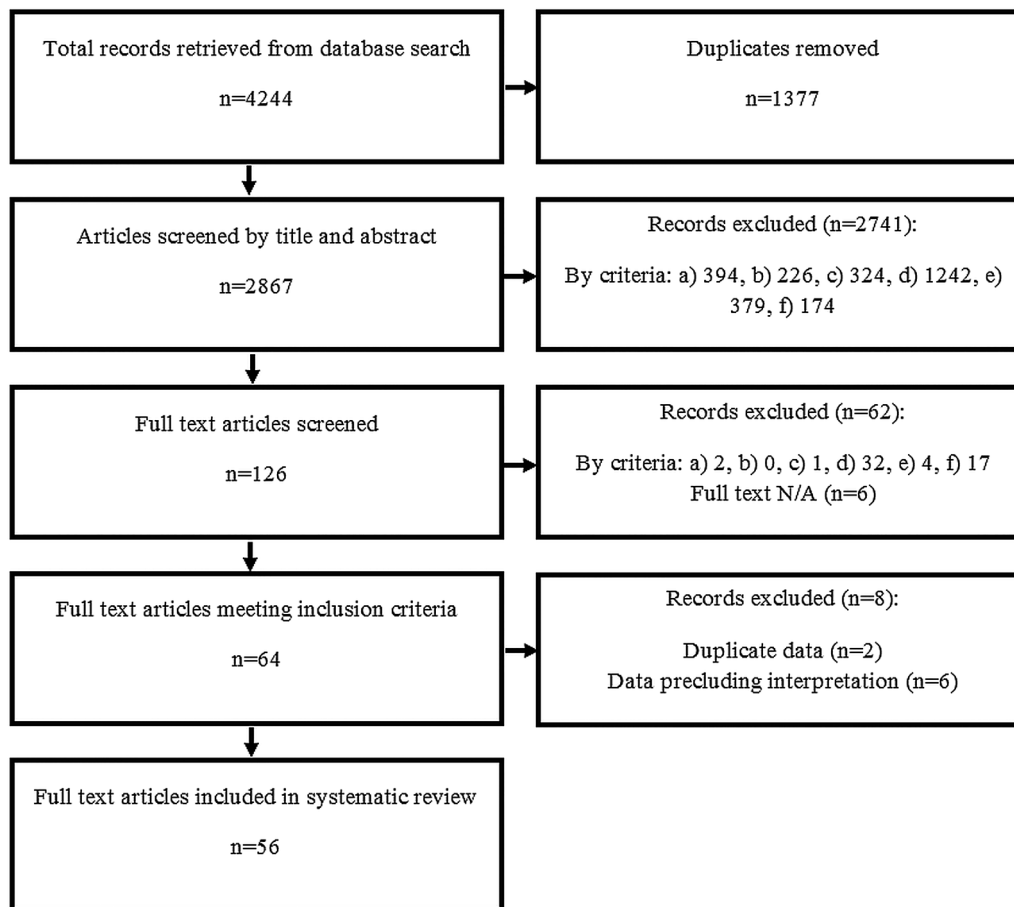 Total records retrieved from database search
n=4244
Duplicates removed
n=1377
Articles screened by title and abstract
n=2867
Records excluded (n=2741):
By criteria: a) 394, b) 226, c) 324, d) 1242, e)
379, f) 174
Full text articles screened
n=126
Records excluded (n=62):
By criteria: a) 2, b) 0, c) 1, d) 32, e) 4, f) 17
Full text N/A (n=6)
Full text articles meeting inclusion criteria
n=64
Records excluded (n=8):
Duplicate data (n=2)
Data precluding interpretation (n=6)
Full text articles included in systematic review
n=56